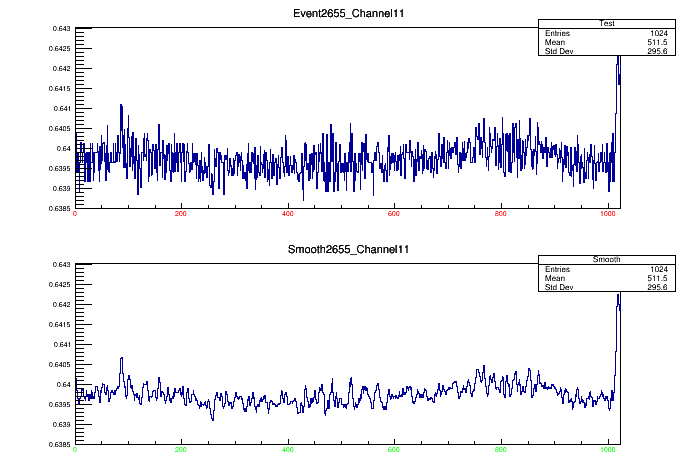 Event2655_Channel11
Test
Entries 1024
Mean 511.5
Std Dev 295.6
0.643
0.6425
0.642
0.6415
0.641
0.6405
0.64
0.6395
0.639
0.6385
0 200 400 600 800 1000
Smooth2655_Channel11
Smooth
Entries 1024
Mean 511.5
Std Dev 295.6
0.643
0.6425
0.642
0.6415
0.641
0.6405
0.64
0.6395
0.639
0.6385
0 200 400 600 800 1000